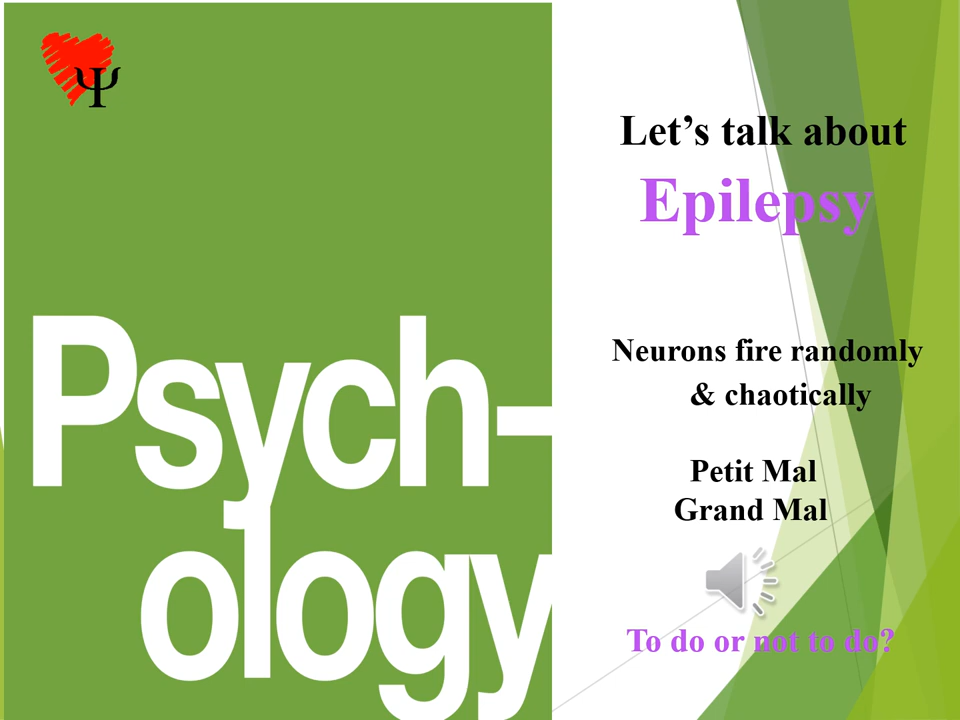 Ψ
Psych-
ology
Let’s talk about
Epilepsy
Neurons fire randomly
& chaotically
Petit Mal
Grand Mal
To do or not to do?